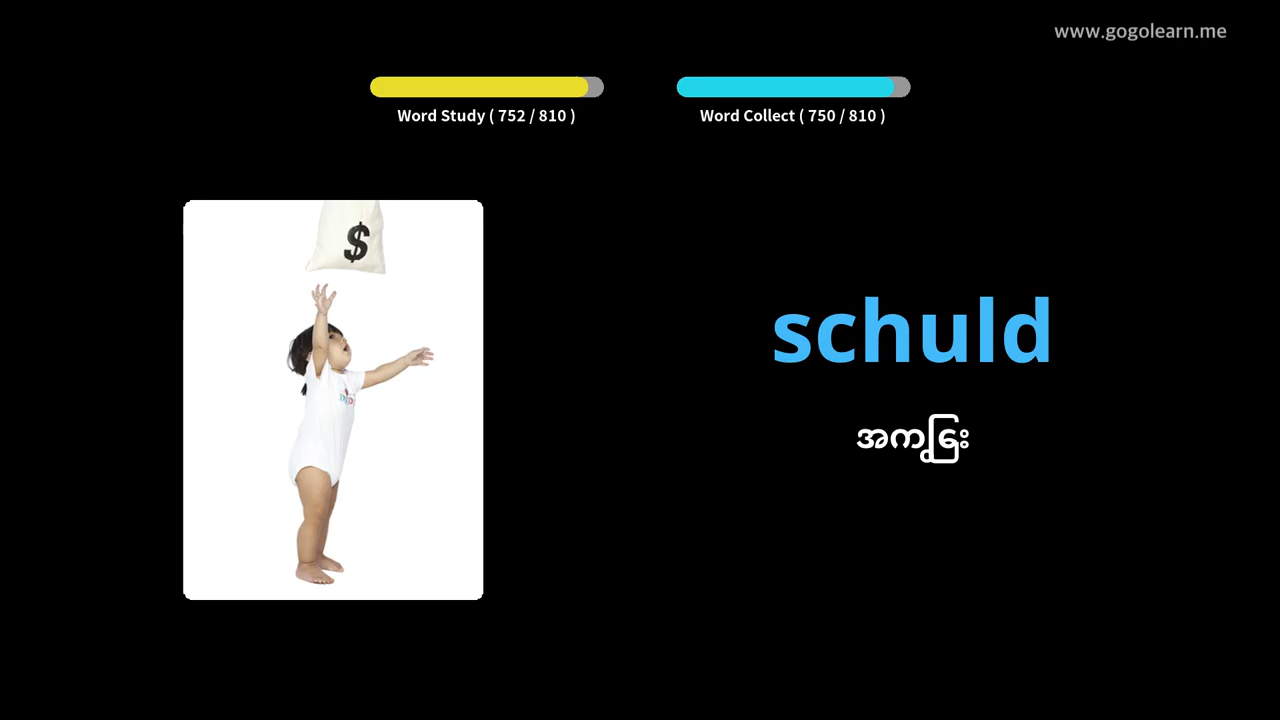 www.gogolearn.me
Word Study ( 752 / 810 )
Word Collect ( 750 / 810 )
$
schuld
အကြွေး